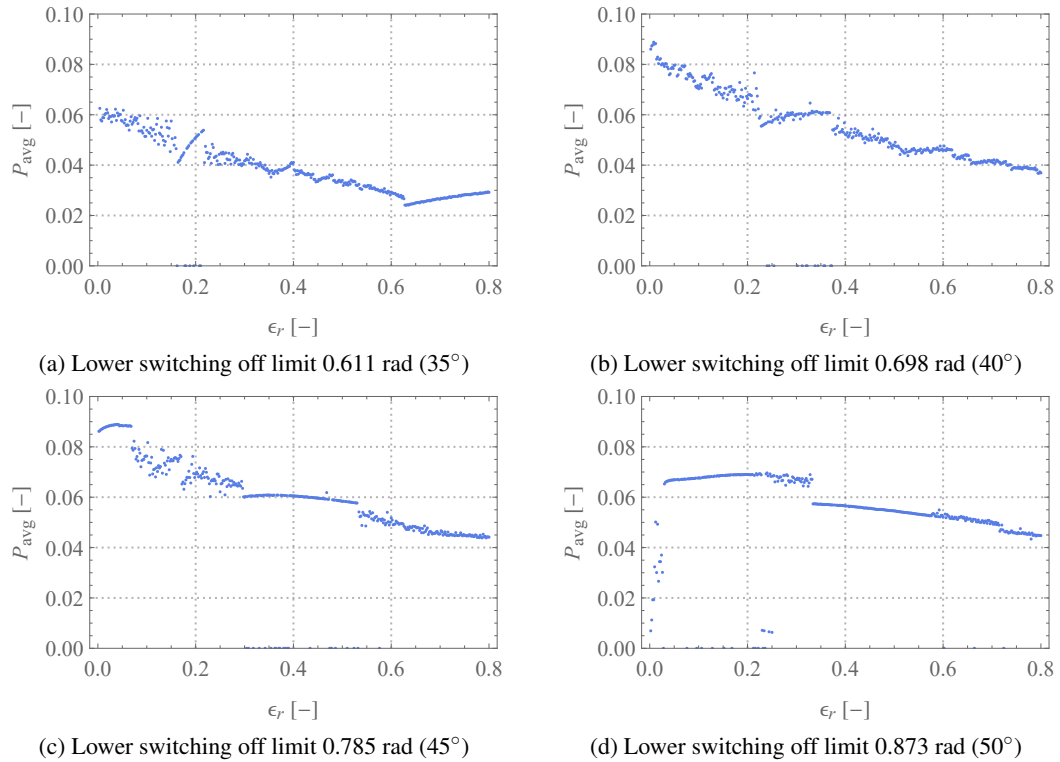 0.10
0.08
0.06
0.04
0.02
0.00
P_avg [−]
0.0 0.2 0.4 0.6 0.8
ϵ_r [−]
(a) Lower switching off limit 0.611 rad (35°)
0.10
0.08
0.06
0.04
0.02
0.00
P_avg [−]
0.0 0.2 0.4 0.6 0.8
ϵ_r [−]
(b) Lower switching off limit 0.698 rad (40°)
0.10
0.08
0.06
0.04
0.02
0.00
P_avg [−]
0.0 0.2 0.4 0.6 0.8
ϵ_r [−]
(c) Lower switching off limit 0.785 rad (45°)
0.10
0.08
0.06
0.04
0.02
0.00
P_avg [−]
0.0 0.2 0.4 0.6 0.8
ϵ_r [−]
(d) Lower switching off limit 0.873 rad (50°)